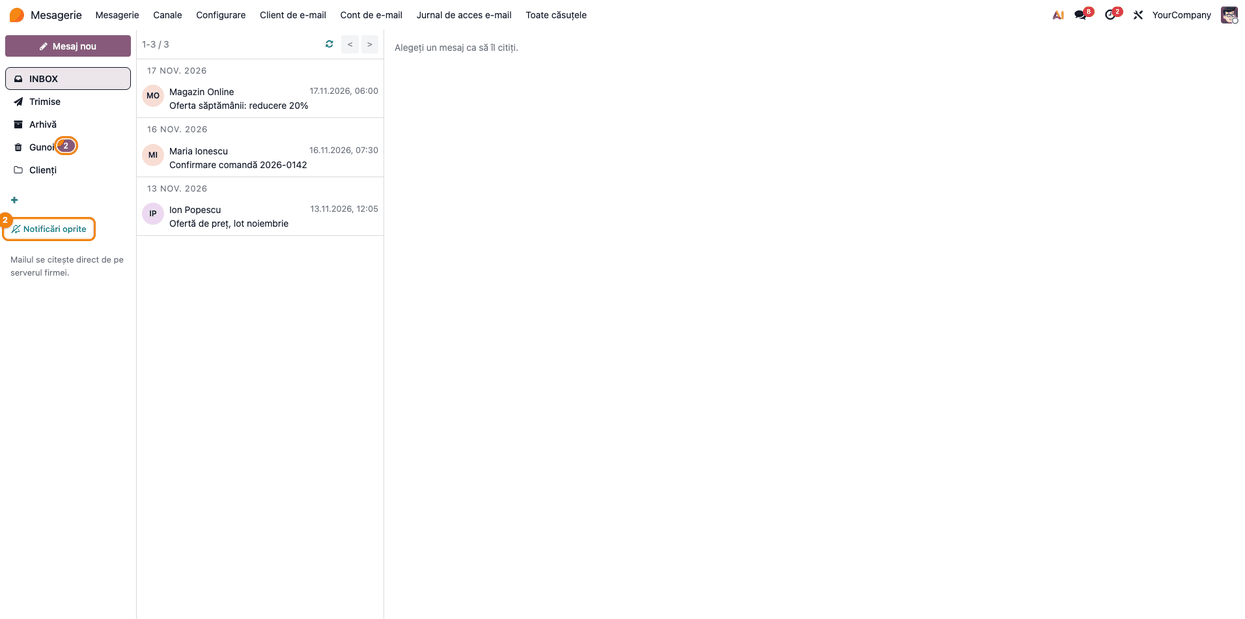 Mesagerie Mesagerie Canale Configurare Client de e-mail Cont de e-mail Jurnal de acces e-mail Toate căsuțele AI 8 2 YourCompany
Mesaj nou
INBOX
Trimise
Arhivă
Gunoi 2
Clienți
+
2
Notificări oprite
Mailul se citește direct de pe
serverul firmei.
1-3 / 3 < >
17 NOV. 2026
MO Magazin Online 17.11.2026, 06:00
Oferta săptămânii: reducere 20%
16 NOV. 2026
MI Maria Ionescu 16.11.2026, 07:30
Confirmare comandă 2026-0142
13 NOV. 2026
IP Ion Popescu 13.11.2026, 12:05
Ofertă de preț, lot noiembrie
Alegeți un mesaj ca să îl citiți.